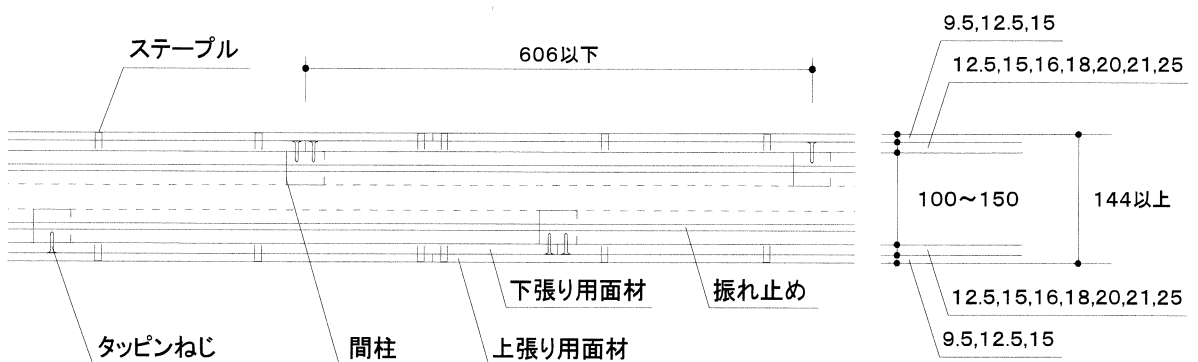 ステープル
606以下
9.5,12.5,15
12.5,15,16,18,20,21,25
100～150
144以上
下張り用面材
振れ止め
12.5,15,16,18,20,21,25
タッピンねじ
間柱
上張り用面材
9.5,12.5,15